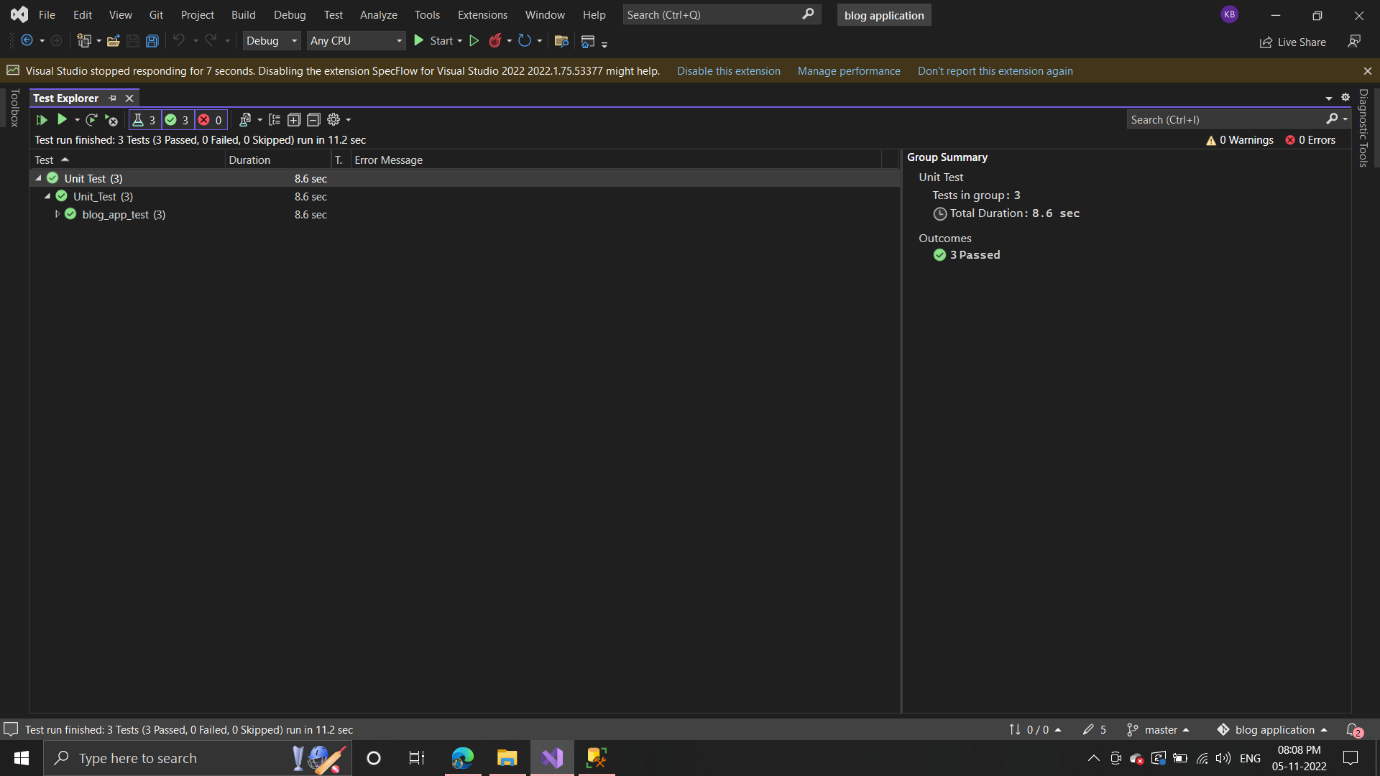 File Edit View Git Project Build Debug Test Analyze Tools Extensions Window Help Search (Ctrl+Q) blog application KB
Debug Any CPU Start Live Share
Visual Studio stopped responding for 7 seconds. Disabling the extension SpecFlow for Visual Studio 2022 2022.1.75.53377 might help. Disable this extension Manage performance Don't report this extension again
Toolbox
Test Explorer
Diagnostic Tools
3 3 0 Search (Ctrl+I)
Test run finished: 3 Tests (3 Passed, 0 Failed, 0 Skipped) run in 11.2 sec 0 Warnings 0 Errors
Test Duration T. Error Message
Group Summary
Unit Test (3) 8.6 sec
Unit_Test (3) 8.6 sec
blog_app_test (3) 8.6 sec
Unit Test
Tests in group: 3
Total Duration: 8.6 sec
Outcomes
3 Passed
Test run finished: 3 Tests (3 Passed, 0 Failed, 0 Skipped) run in 11.2 sec 0 / 0 5 master blog application 2
Type here to search ENG 08:08 PM
05-11-2022